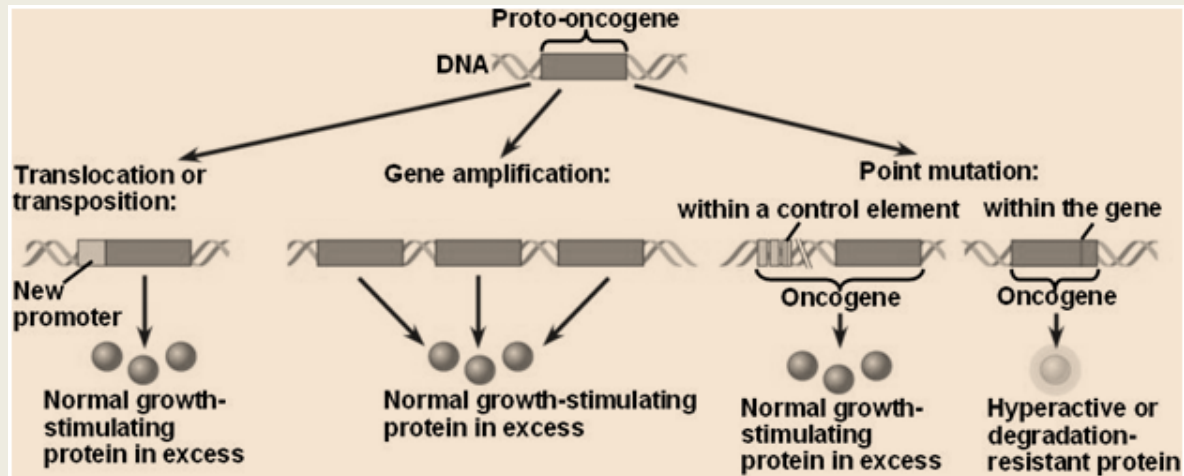 Proto-oncogene
DNA
Translocation or
transposition:
Gene amplification:
Point mutation:
within a control element
within the gene
New
promoter
Oncogene
Oncogene
Normal growth-
stimulating
protein in excess
Normal growth-stimulating
protein in excess
Normal growth-
stimulating
protein in excess
Hyperactive or
degradation-
resistant protein